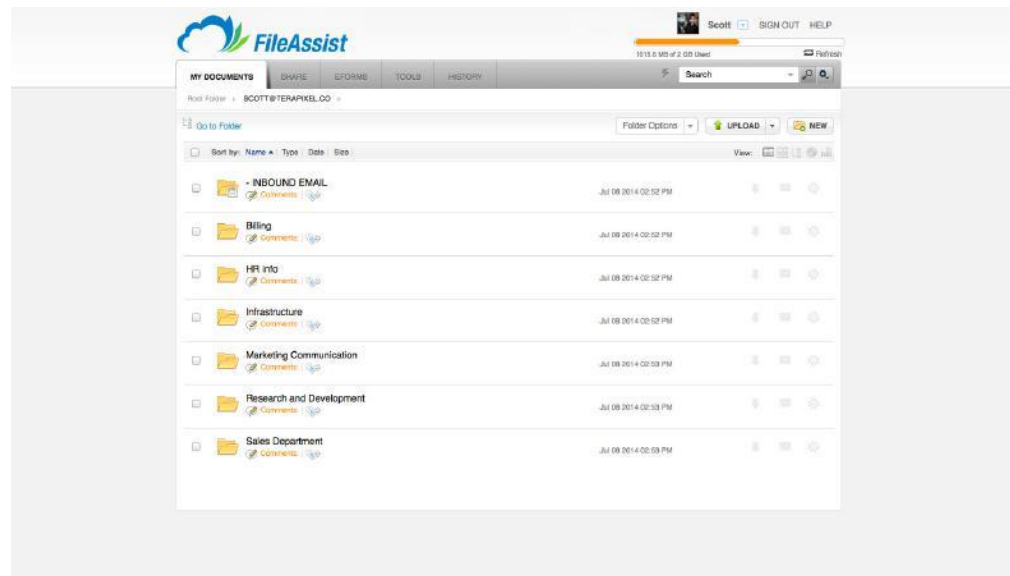 FileAssist
Scott SIGN OUT HELP
1015.6 MB of 2 GB Used Refresh
MY DOCUMENTS SHARE EFORMS TOOLS HISTORY Search
Root Folder SCOTT@TERAPIXEL.CO
Go to Folder Folder Options UPLOAD NEW
Sort by: Name Type Date Size View:
- INBOUND EMAIL
Comments
Jul 08 2014 02:52 PM
Billing
Comments
Jul 08 2014 02:52 PM
HR info
Comments
Jul 08 2014 02:52 PM
Infrastructure
Comments
Jul 08 2014 02:52 PM
Marketing Communication
Comments
Jul 08 2014 02:53 PM
Research and Development
Comments
Jul 08 2014 02:53 PM
Sales Department
Comments
Jul 08 2014 02:53 PM